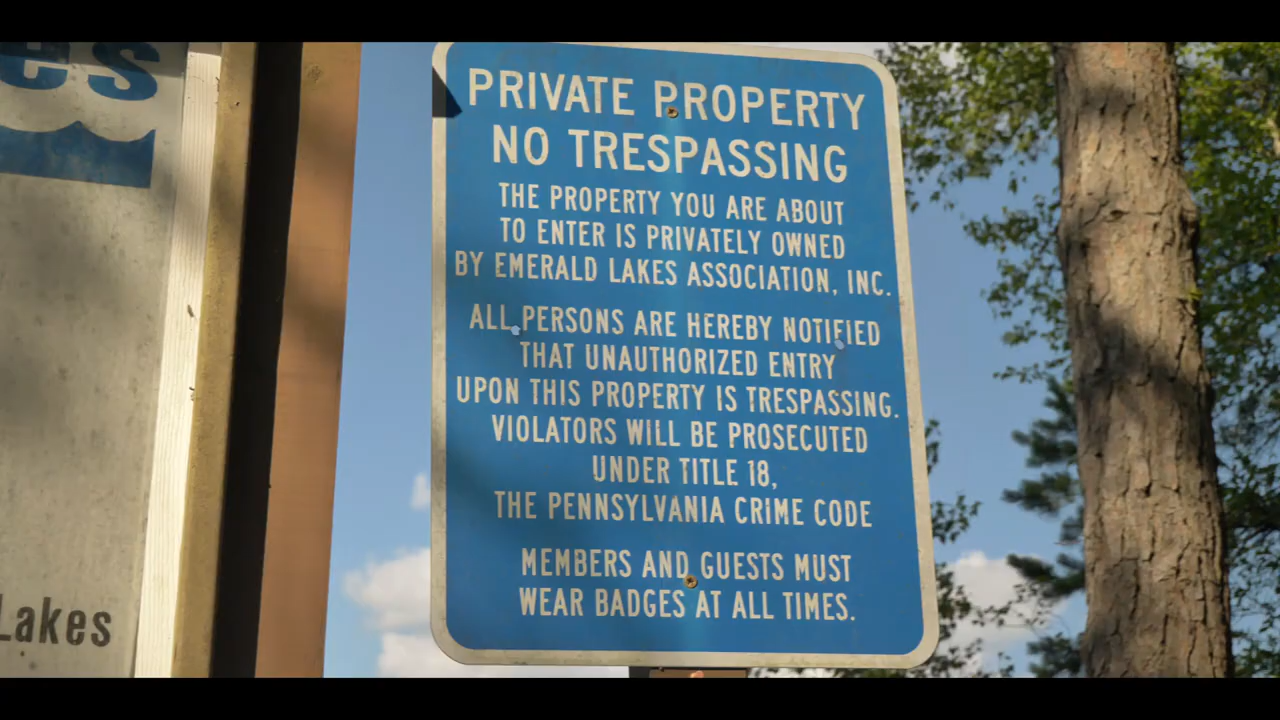 es
PRIVATE PROPERTY
NO TRESPASSING
THE PROPERTY YOU ARE ABOUT
TO ENTER IS PRIVATELY OWNED
BY EMERALD LAKES ASSOCIATION, INC.
ALL PERSONS ARE HEREBY NOTIFIED
THAT UNAUTHORIZED ENTRY
UPON THIS PROPERTY IS TRESPASSING.
VIOLATORS WILL BE PROSECUTED
UNDER TITLE 18,
THE PENNSYLVANIA CRIME CODE
MEMBERS AND GUESTS MUST
WEAR BADGES AT ALL TIMES.
Lakes